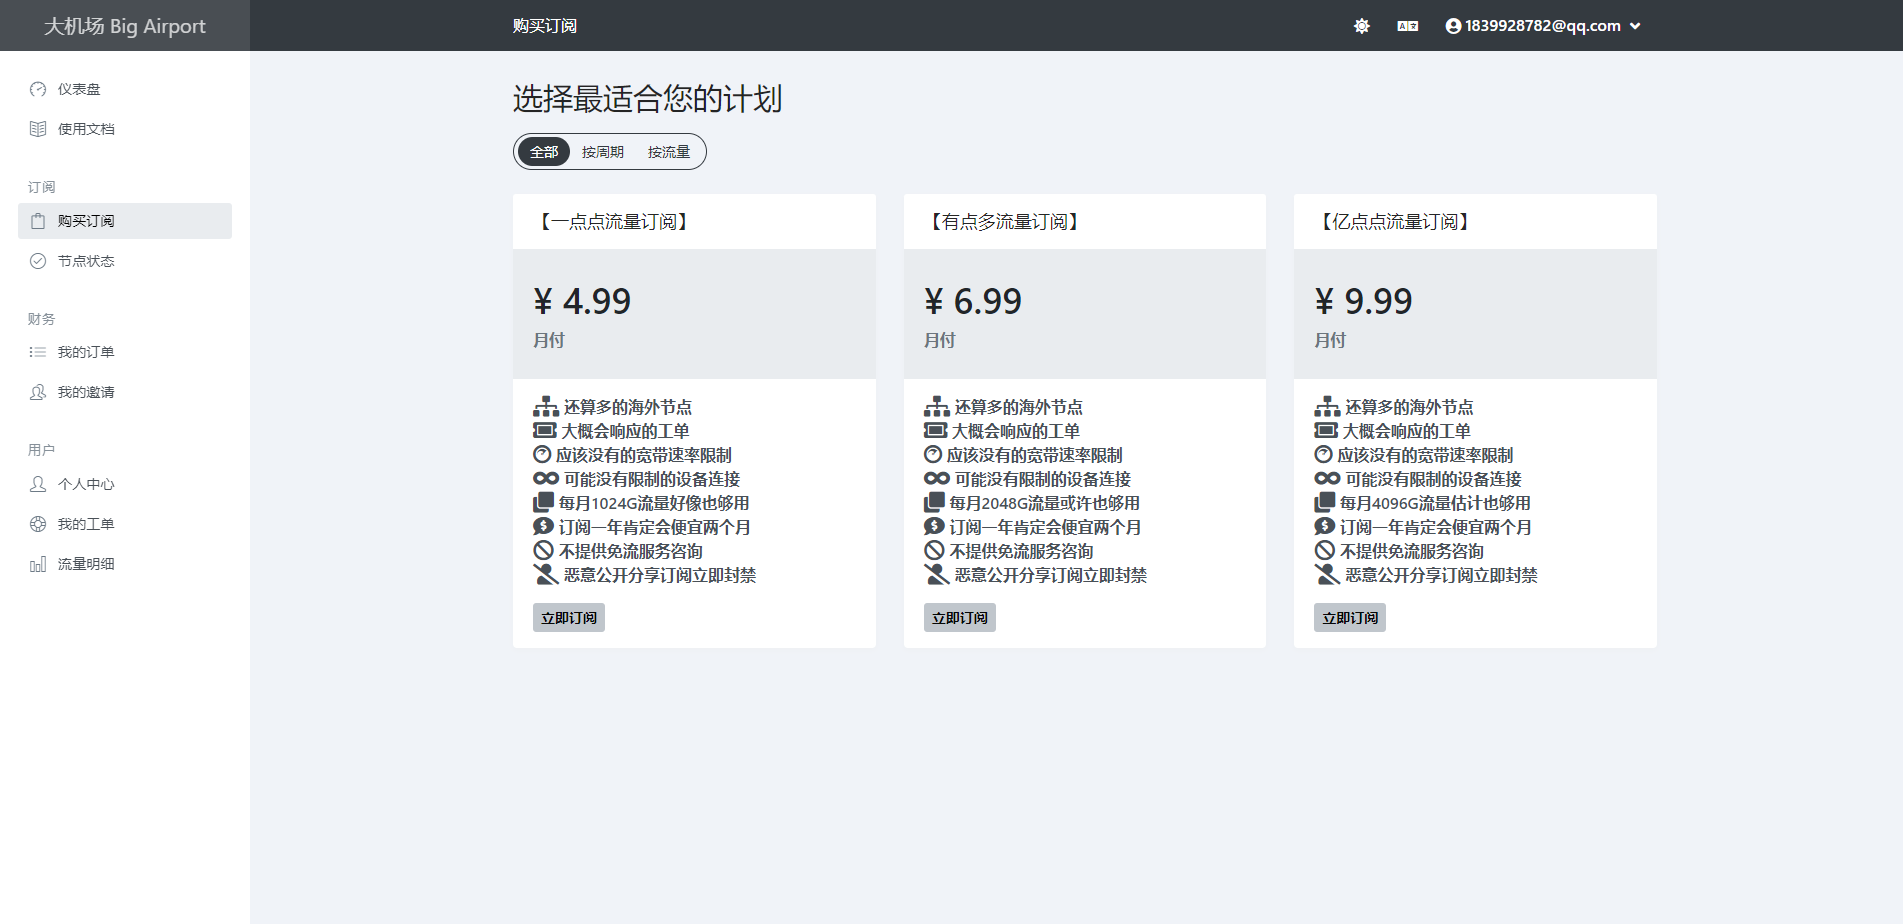 大机场 Big Airport
购买订阅
1839928782@qq.com
仪表盘
使用文档
订阅
购买订阅
节点状态
财务
我的订单
我的邀请
用户
个人中心
我的工单
流量明细
选择最适合您的计划
全部 按周期 按流量
【一点点流量订阅】
¥ 4.99
月付
还算多的海外节点
大概会响应的工单
应该没有的宽带速率限制
可能没有限制的设备连接
每月1024G流量好像也够用
订阅一年肯定会便宜两个月
不提供免流服务咨询
恶意公开分享订阅立即封禁
立即订阅
【有点多流量订阅】
¥ 6.99
月付
还算多的海外节点
大概会响应的工单
应该没有的宽带速率限制
可能没有限制的设备连接
每月2048G流量或许也够用
订阅一年肯定会便宜两个月
不提供免流服务咨询
恶意公开分享订阅立即封禁
立即订阅
【亿点点流量订阅】
¥ 9.99
月付
还算多的海外节点
大概会响应的工单
应该没有的宽带速率限制
可能没有限制的设备连接
每月4096G流量估计也够用
订阅一年肯定会便宜两个月
不提供免流服务咨询
恶意公开分享订阅立即封禁
立即订阅